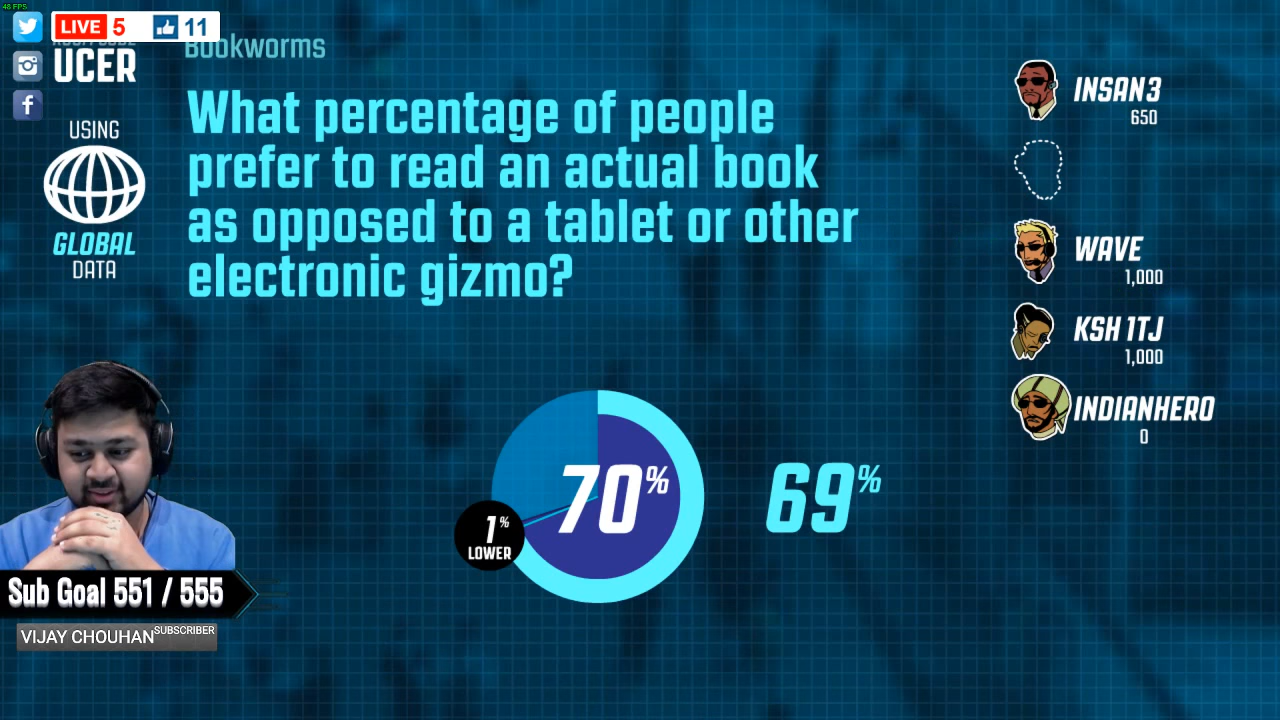 48 FPS
LIVE 5 11
UCER
USING
GLOBAL
DATA
Bookworms
What percentage of people
prefer to read an actual book
as opposed to a tablet or other
electronic gizmo?
INSAN3
650
WAVE
1,000
KSH 1TJ
1,000
INDIANHERO
0
70%
69%
1%
LOWER
Sub Goal 551 / 555
VIJAY CHOUHAN SUBSCRIBER